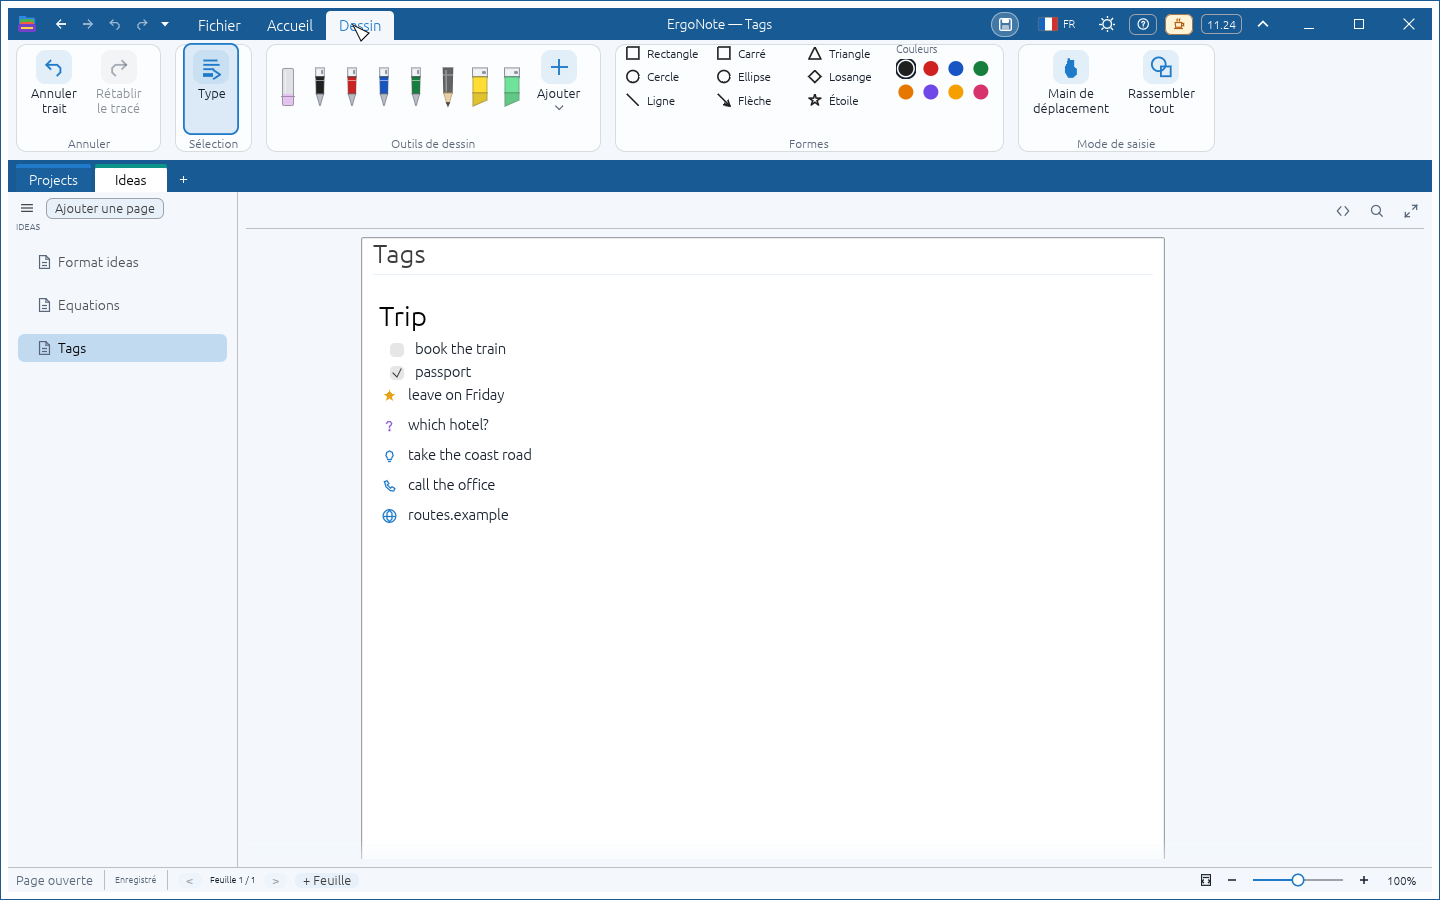 Fichier Accueil Dessin ErgoNote — Tags FR 11.24
Annuler trait
Rétablir le tracé
Annuler
Type
Sélection
Ajouter
Outils de dessin
Rectangle Carré Triangle
Cercle Ellipse Losange
Ligne Flèche Étoile
Couleurs
Formes
Main de déplacement
Rassembler tout
Mode de saisie
Projects Ideas +
Ajouter une page
IDEAS
Format ideas
Equations
Tags
Tags
Trip
book the train
passport
leave on Friday
? which hotel?
take the coast road
call the office
routes.example
Page ouverte Enregistré < Feuille 1 / 1 > + Feuille 100%